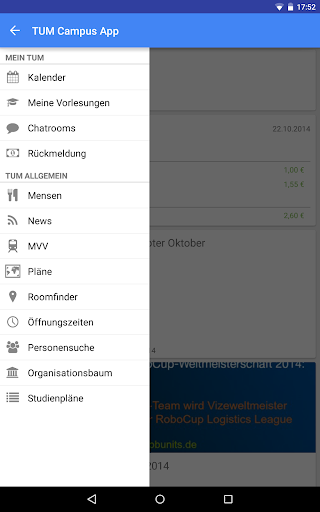 17:52
TUM Campus App
MEIN TUM
Kalender
Meine Vorlesungen
Chatrooms
Rückmeldung
TUM ALLGEMEIN
Mensen
News
MVV
Pläne
Roomfinder
Öffnungszeiten
Personensuche
Organisationsbaum
Studienpläne
22.10.2014
1,00 €
1,55 €
2,60 €
oter Oktober
4
oCup-Weltmeisterschaft 2014:
-Team wird Vizeweltmeister
r RoboCup Logistics League
obunits.de
2014